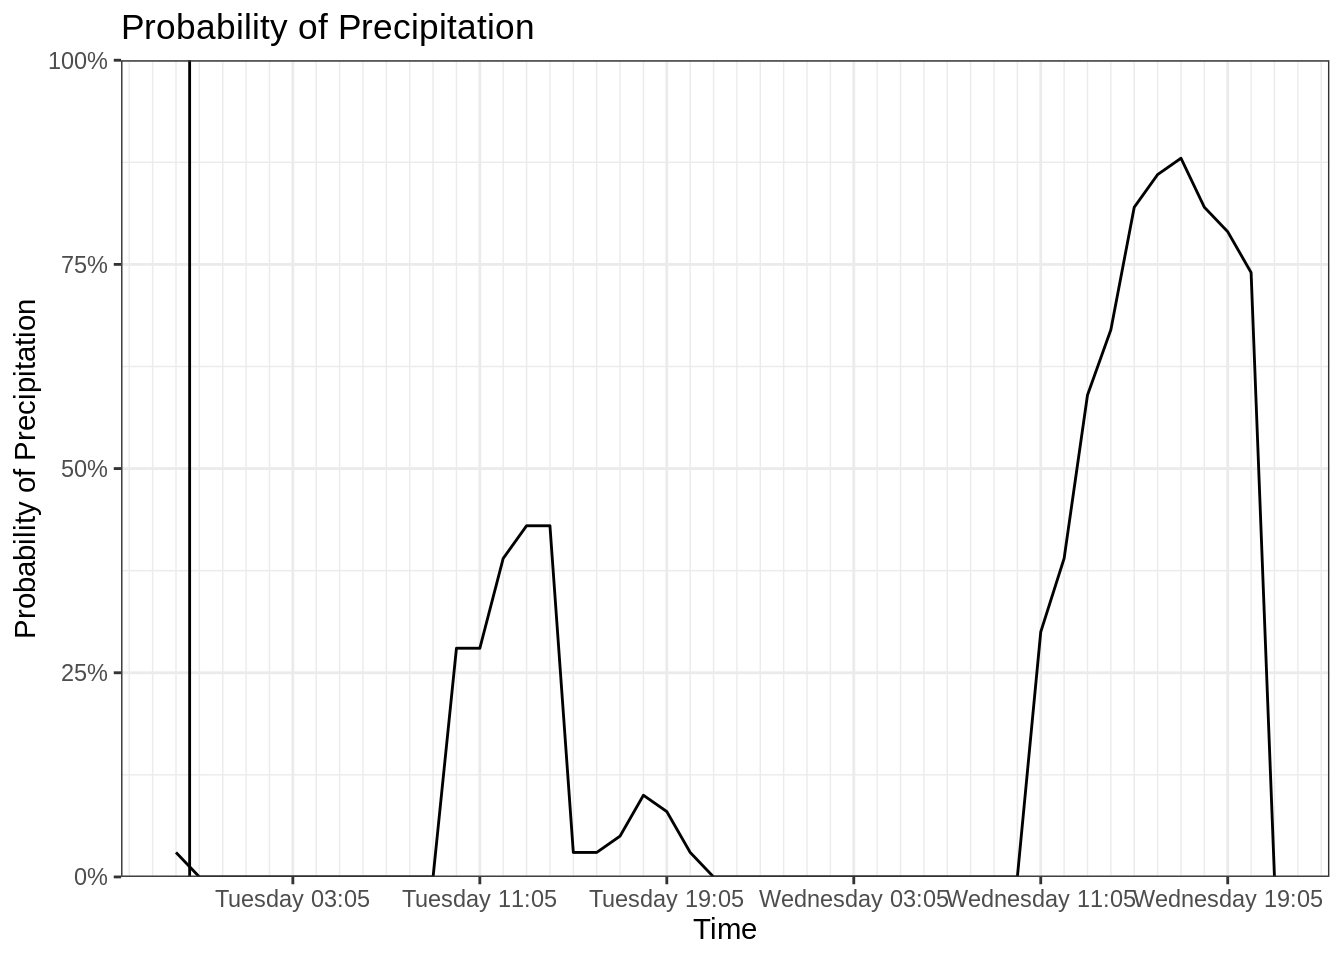 Probability of Precipitation
Probability of Precipitation
100%
75%
50%
25%
0%
Tuesday 03:05 Tuesday 11:05 Tuesday 19:05 Wednesday 03:05 Wednesday 11:05 Wednesday 19:05
Time